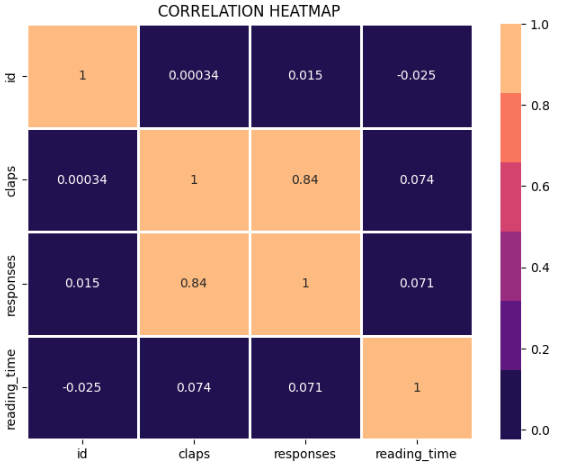 CORRELATION HEATMAP
id
1
0.00034
0.015
-0.025
claps
0.00034
1
0.84
0.074
responses
0.015
0.84
1
0.071
reading_time
-0.025
0.074
0.071
1
id
claps
responses
reading_time
1.0
0.8
0.6
0.4
0.2
0.0